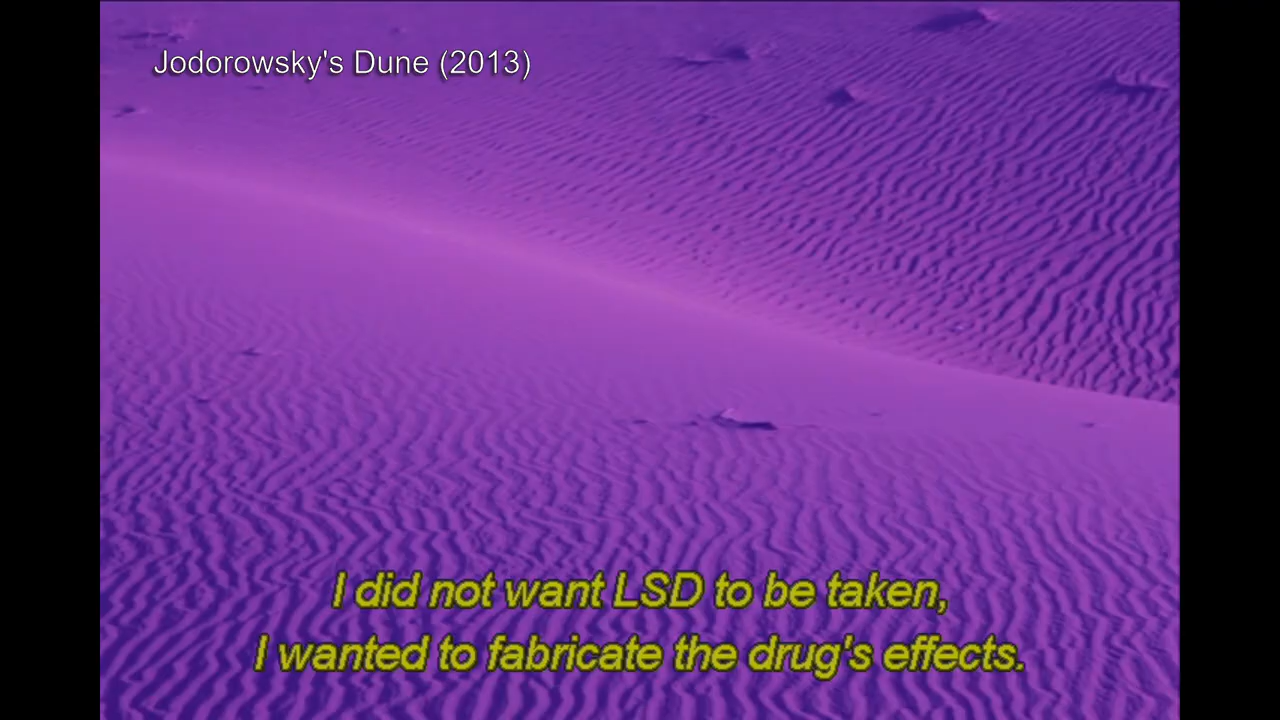 Jodorowsky's Dune (2013)
I did not want LSD to be taken,
I wanted to fabricate the drug's effects.